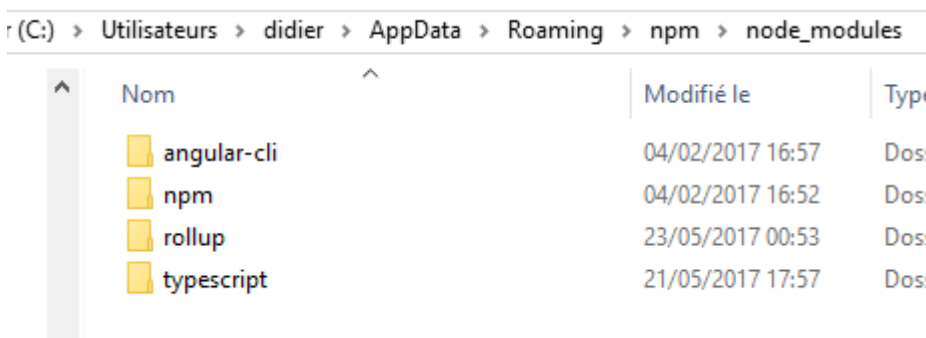 r (C:) > Utilisateurs > didier > AppData > Roaming > npm > node_modules
Nom Modifié le Type
angular-cli 04/02/2017 16:57 Dos
npm 04/02/2017 16:52 Dos
rollup 23/05/2017 00:53 Dos
typescript 21/05/2017 17:57 Dos